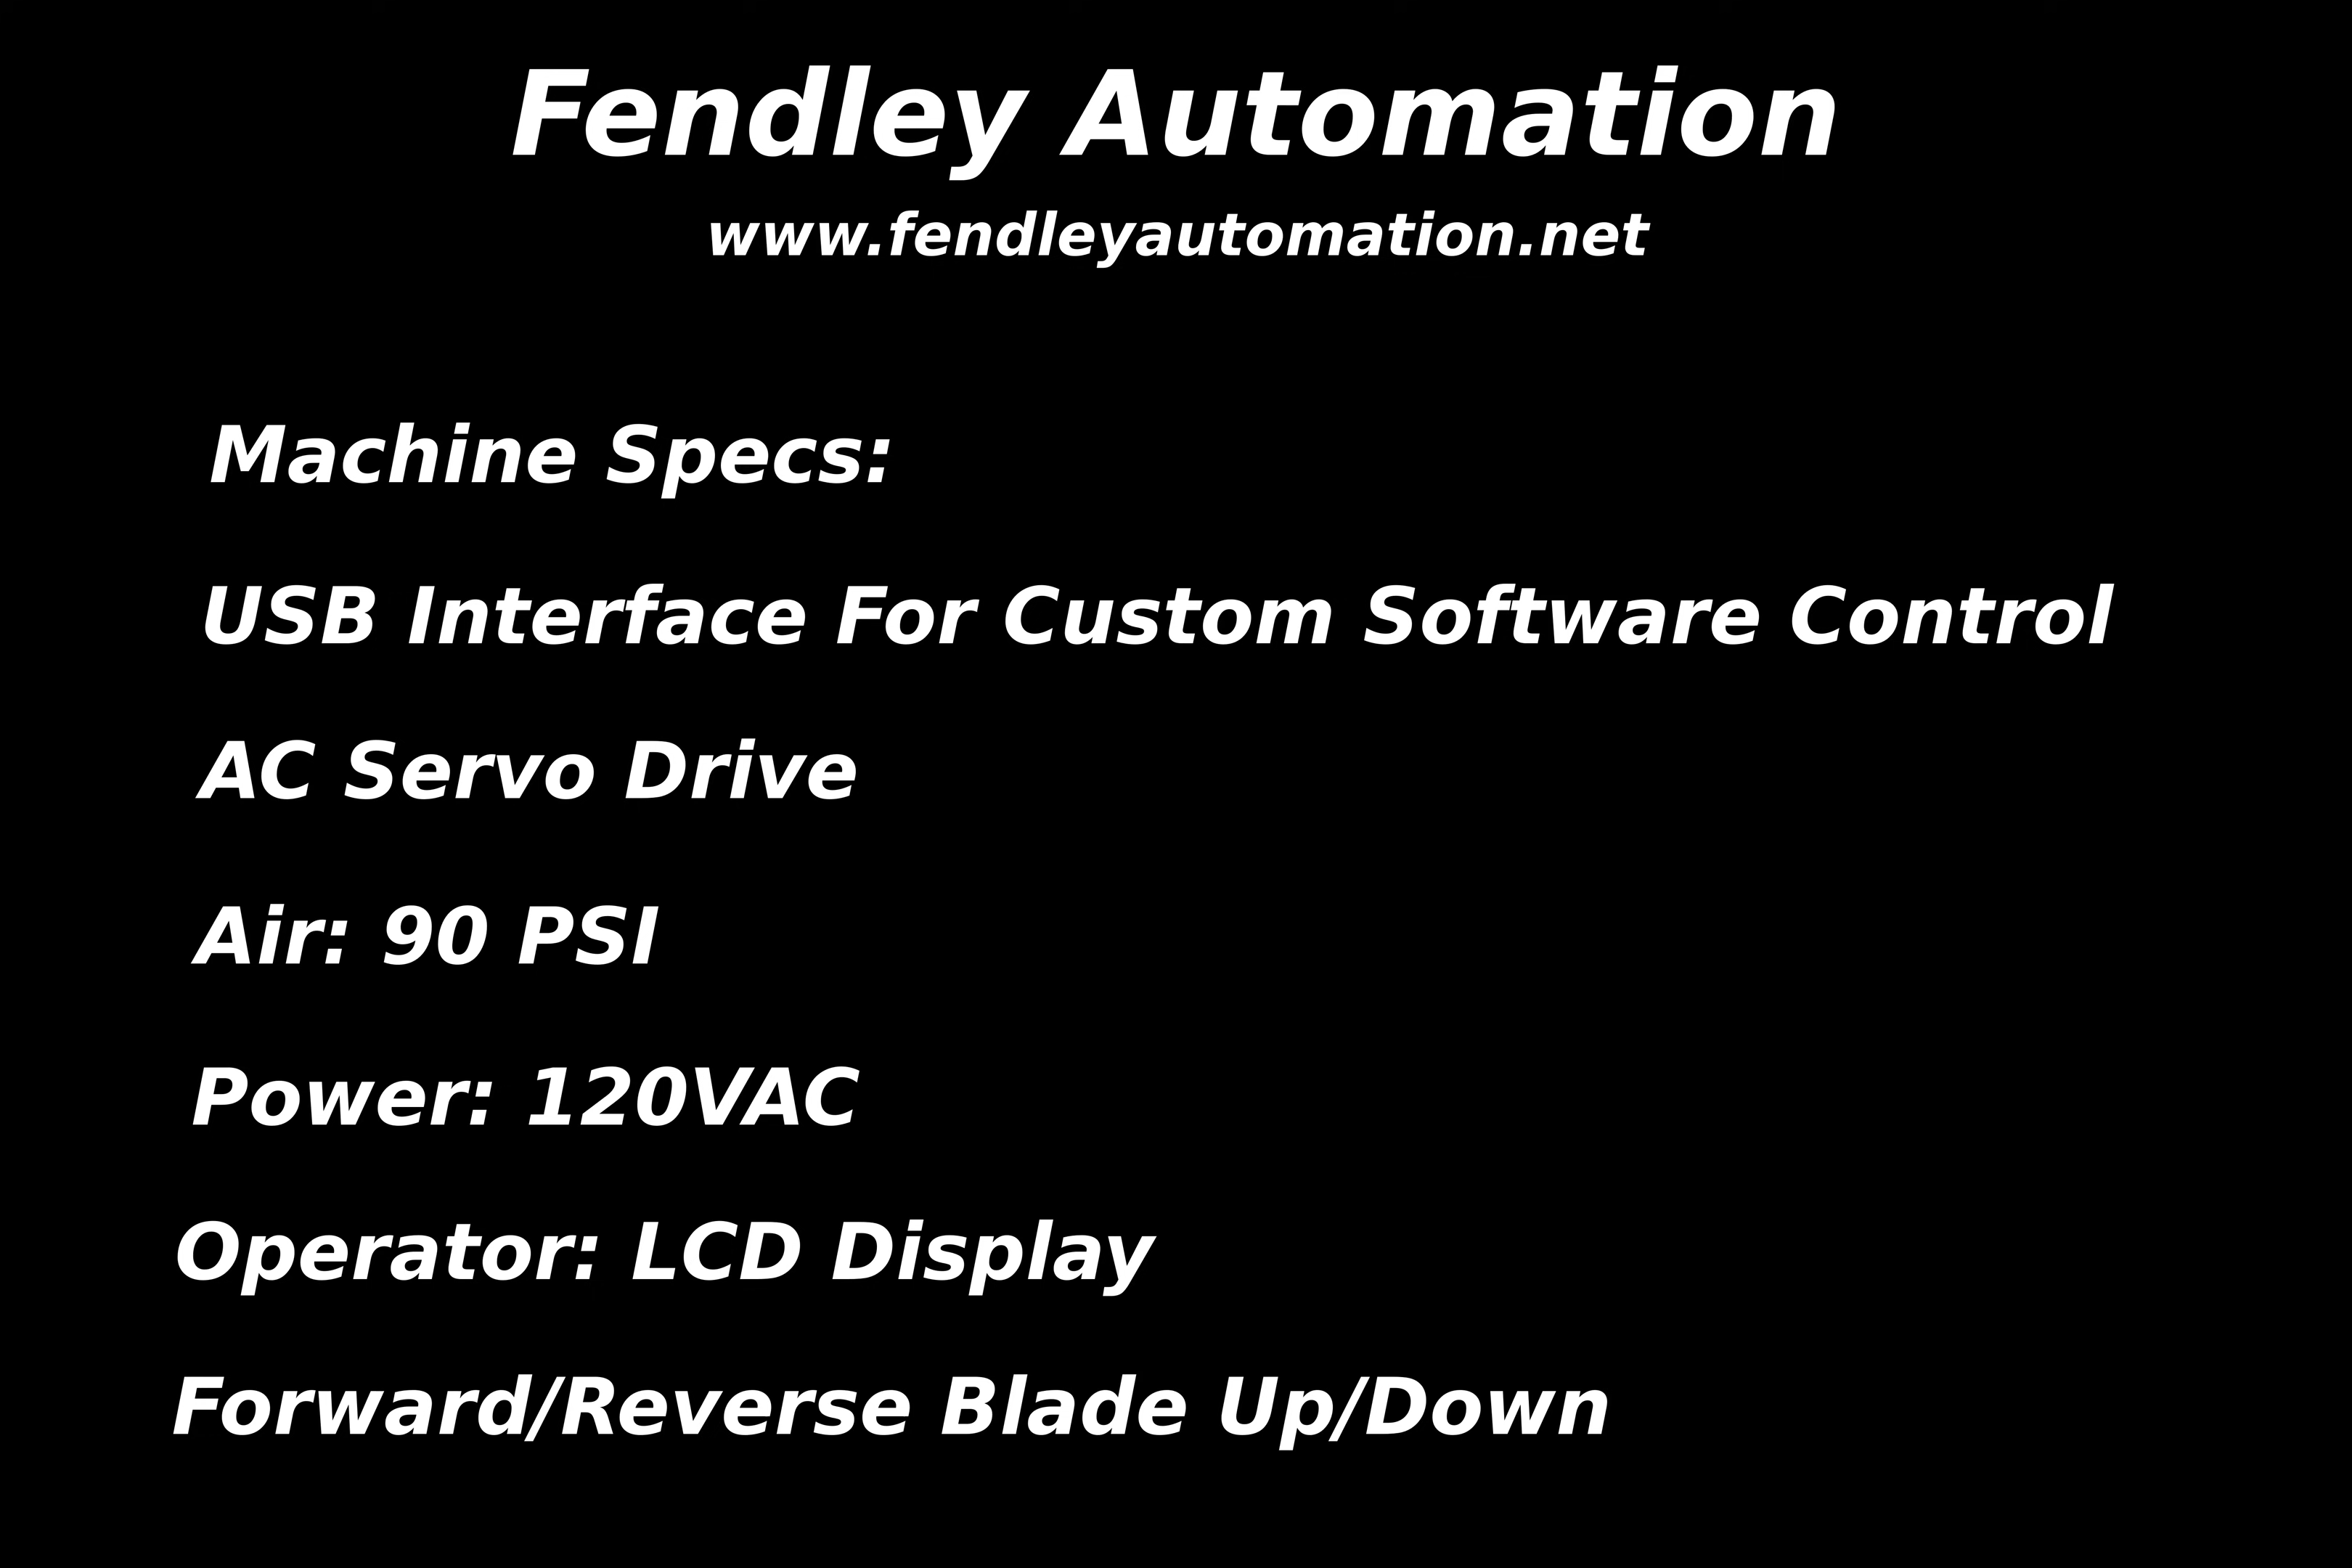 Fendley Automation
www.fendleyautomation.net
Machine Specs:
USB Interface For Custom Software Control
AC Servo Drive
Air: 90 PSI
Power: 120VAC
Operator: LCD Display
Forward/Reverse Blade Up/Down